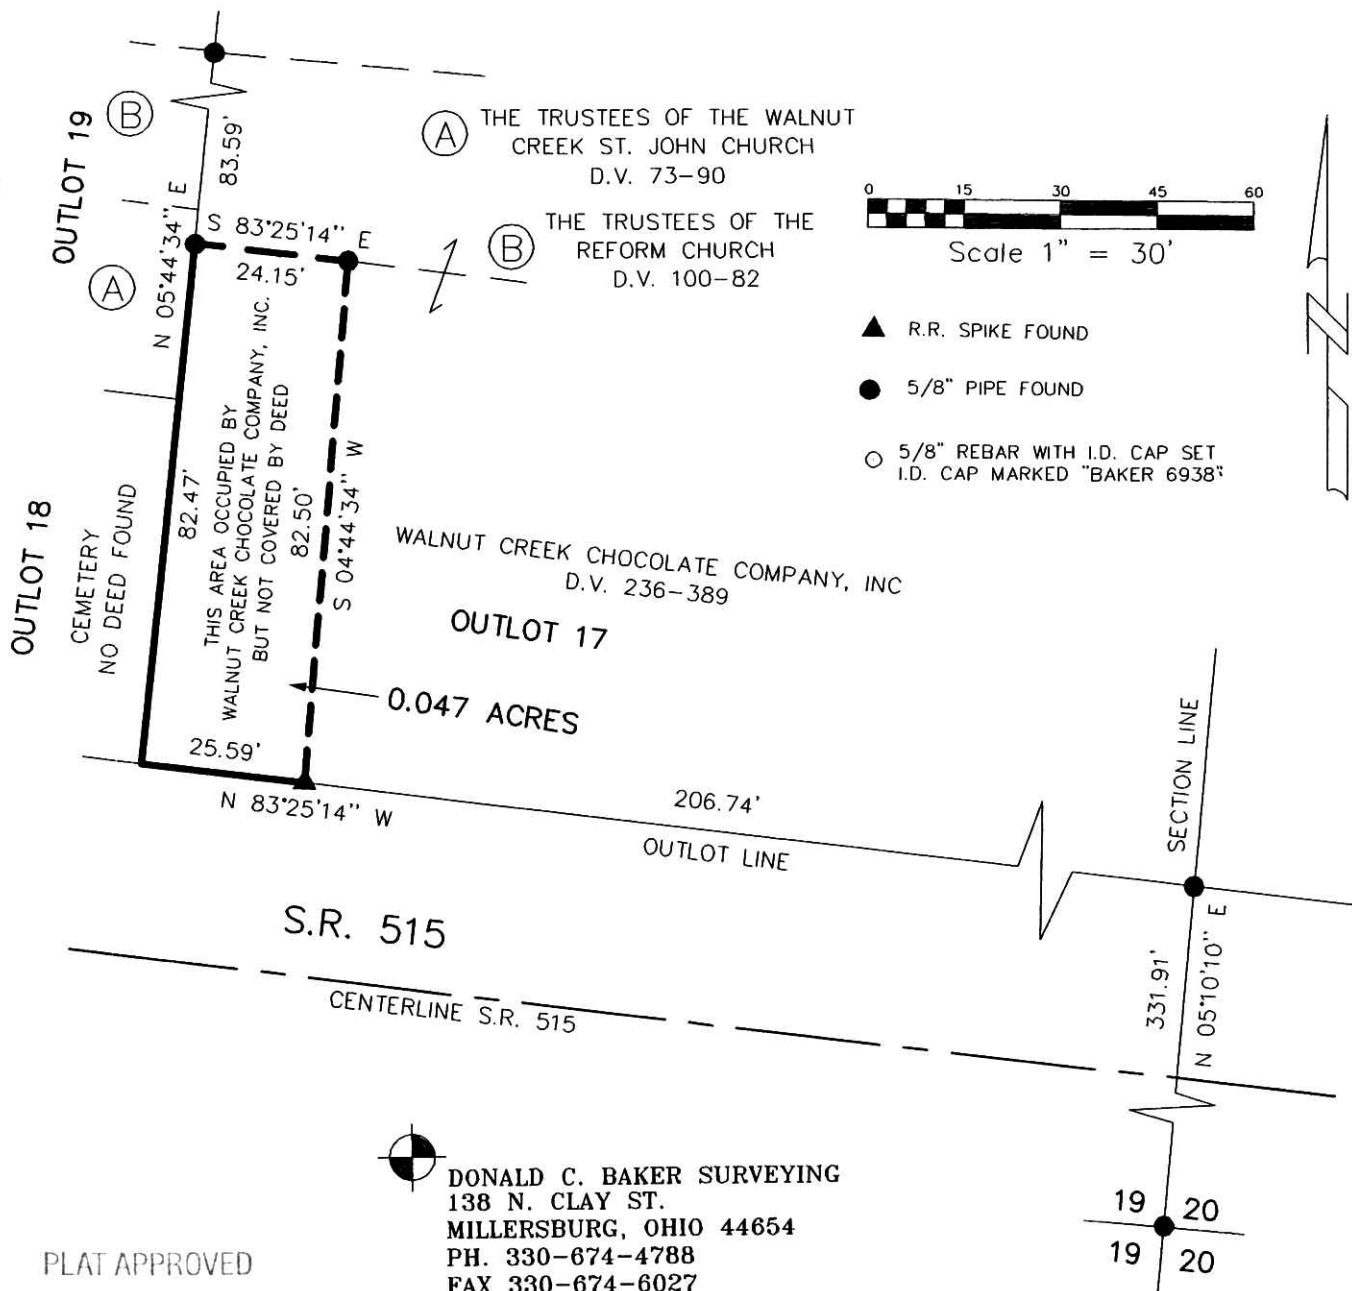 OUTLOT 19
B
83.59'
A
THE TRUSTEES OF THE WALNUT
CREEK ST. JOHN CHURCH
D.V. 73-90
B
THE TRUSTEES OF THE
REFORM CHURCH
D.V. 100-82
0 15 30 45 60
Scale 1" = 30'
▲ R.R. SPIKE FOUND
● 5/8" PIPE FOUND
○ 5/8" REBAR WITH I.D. CAP SET
I.D. CAP MARKED "BAKER 6938"
N 05°44'34" E
S 83°25'14" E
24.15'
A
OUTLOT 18
CEMETERY
NO DEED FOUND
82.47'
THIS AREA OCCUPIED BY
WALNUT CREEK CHOCOLATE COMPANY, INC.
BUT NOT COVERED BY DEED
82.50'
S 04°44'34" W
WALNUT CREEK CHOCOLATE COMPANY, INC
D.V. 236-389
OUTLOT 17
0.047 ACRES
25.59'
N 83°25'14" W
206.74'
OUTLOT LINE
SECTION LINE
S.R. 515
CENTERLINE S.R. 515
331.91'
N 05°10'10" E
19 20
19 20
DONALD C. BAKER SURVEYING
138 N. CLAY ST.
MILLERSBURG, OHIO 44654
PH. 330-674-4788
FAX 330-674-6027
PLAT APPROVED